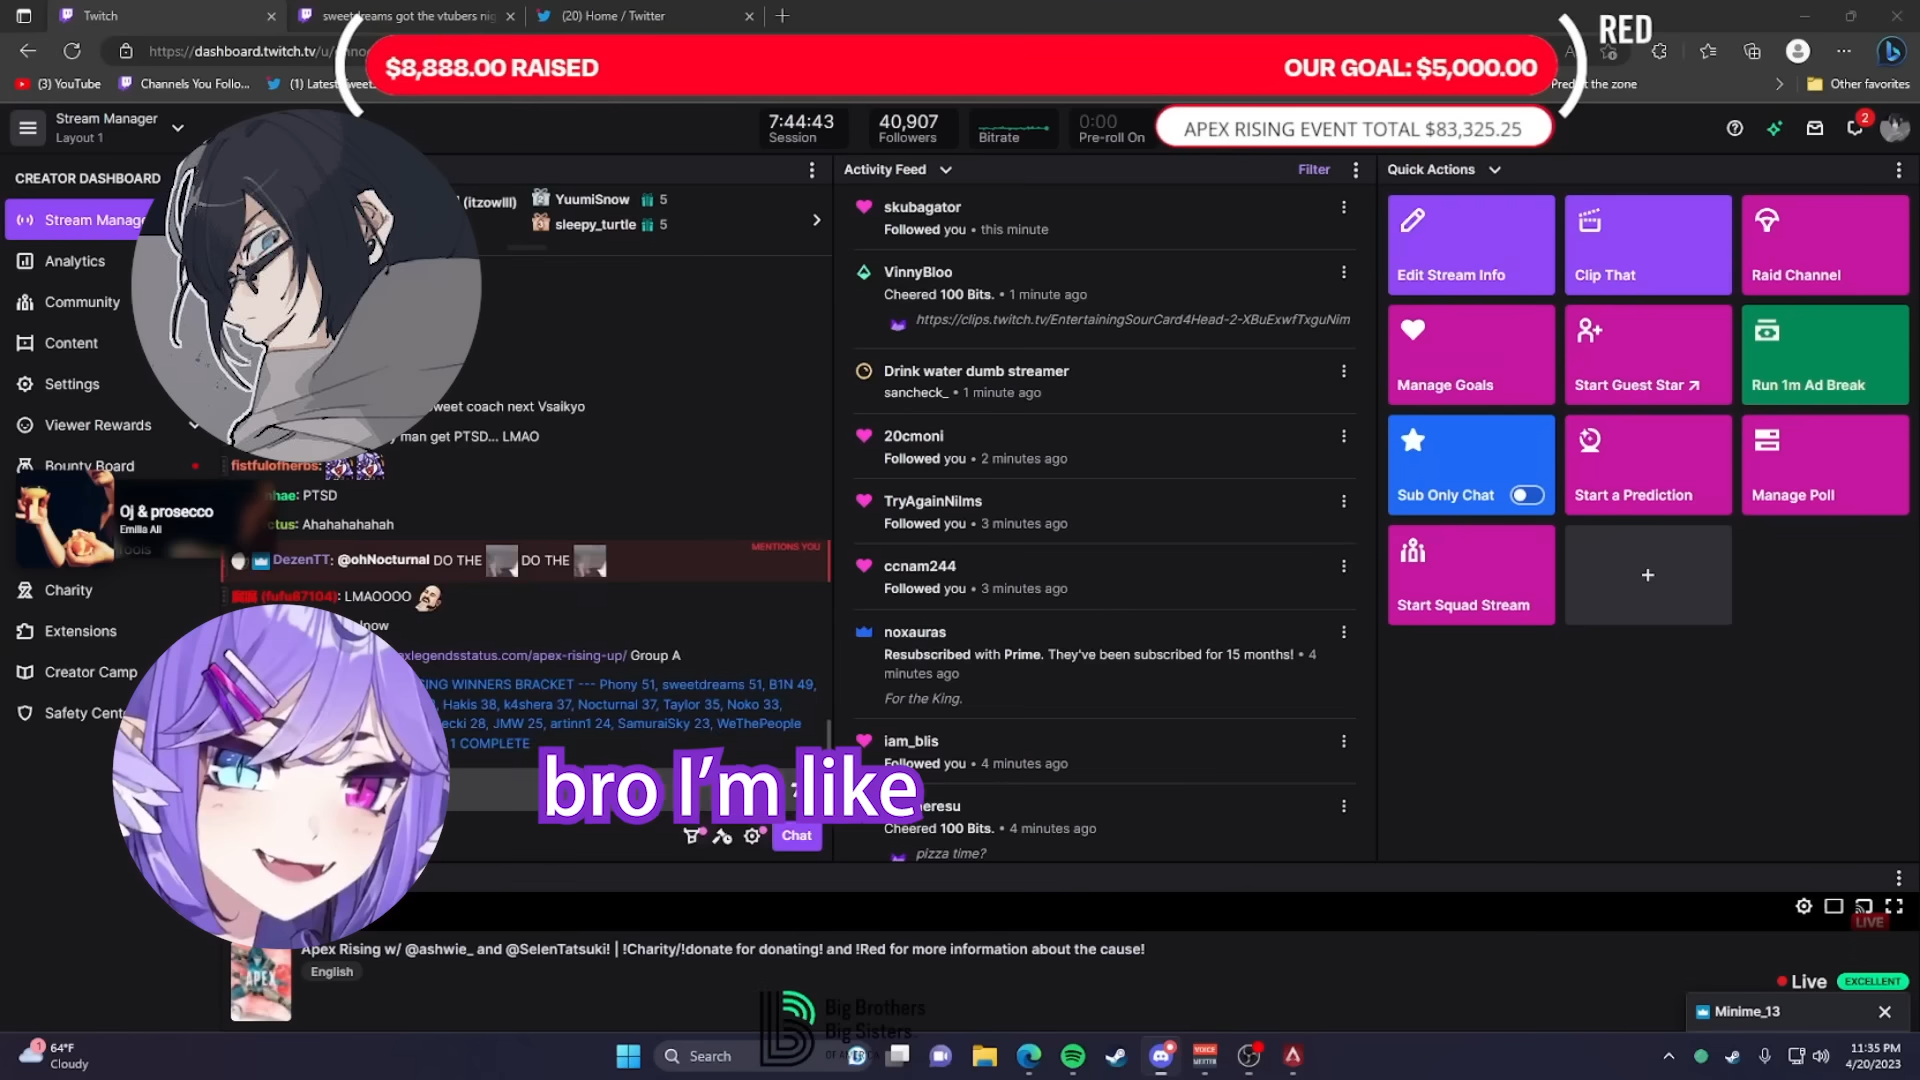 Twitch
sweetdreams got the vtubers nig
(20) Home / Twitter
RED
https://dashboard.twitch.tv/u/
$8,888.00 RAISED
OUR GOAL: $5,000.00
(3) YouTube
Channels You Follo...
(1) Latest
the zone
Other favorites
Stream Manager
Layout 1
7:44:43
Session
40,907
Followers
Bitrate
0:00
Pre-roll On
APEX RISING EVENT TOTAL $83,325.25
2
CREATOR DASHBOARD
Stream Manage
Analytics
Community
Content
Settings
Viewer Rewards
Bounty Board
Oj & prosecco
Emilia Ali
Charity
Extensions
Creator Camp
Safety Cent
(itzowlll)
YuumiSnow 5
sleepy_turtle 5
weet coach next Vsaikyo
man get PTSD... LMAO
fistfulofherbs:
hae: PTSD
ctus: Ahahahahahah
MENTIONS YOU
DezenTT: @ohNocturnal DO THE DO THE
(fufu87104): LMAOOOO
now
xlegendsstatus.com/apex-rising-up/ Group A
SING WINNERS BRACKET --- Phony 51, sweetdreams 51, B1N 49,
Hakis 38, k4shera 37, Nocturnal 37, Taylor 35, Noko 33,
ecki 28, JMW 25, artinn1 24, SamuraiSky 23, WeThePeople
1 COMPLETE
bro I'm like
Chat
Activity Feed
Filter
skubagator
Followed you • this minute
VinnyBloo
Cheered 100 Bits. • 1 minute ago
https://clips.twitch.tv/EntertainingSourCard4Head-2-XBuExwfTxguNim
Drink water dumb streamer
sancheck_ • 1 minute ago
20cmoni
Followed you • 2 minutes ago
TryAgainNilms
Followed you • 3 minutes ago
ccnam244
Followed you • 3 minutes ago
noxauras
Resubscribed with Prime. They've been subscribed for 15 months! • 4
minutes ago
For the King.
iam_blis
Followed you • 4 minutes ago
eresu
Cheered 100 Bits. • 4 minutes ago
pizza time?
Quick Actions
Edit Stream Info
Clip That
Raid Channel
Manage Goals
Start Guest Star
Run 1m Ad Break
Sub Only Chat
Start a Prediction
Manage Poll
Start Squad Stream
LIVE
Apex Rising w/ @ashwie_ and @SelenTatsuki! | !Charity/!donate for donating! and !Red for more information about the cause!
English
APEX
Live
EXCELLENT
Big Brothers
Big Sisters.
OF AMERICA
Minime_13
1
64°F
Cloudy
Search
VOICE
MEETER
11:35 PM
4/20/2023